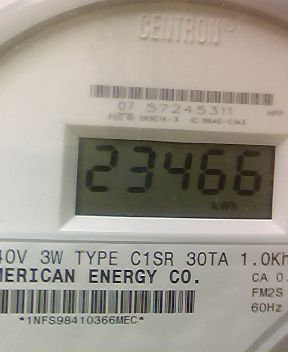 CENTRON
07 57245311
23466
kWh
40V 3W TYPE C1SR 30TA 1.0Kh
MERICAN ENERGY CO.
CA 0.
FM2S
60Hz
*1NFS98410366MEC*